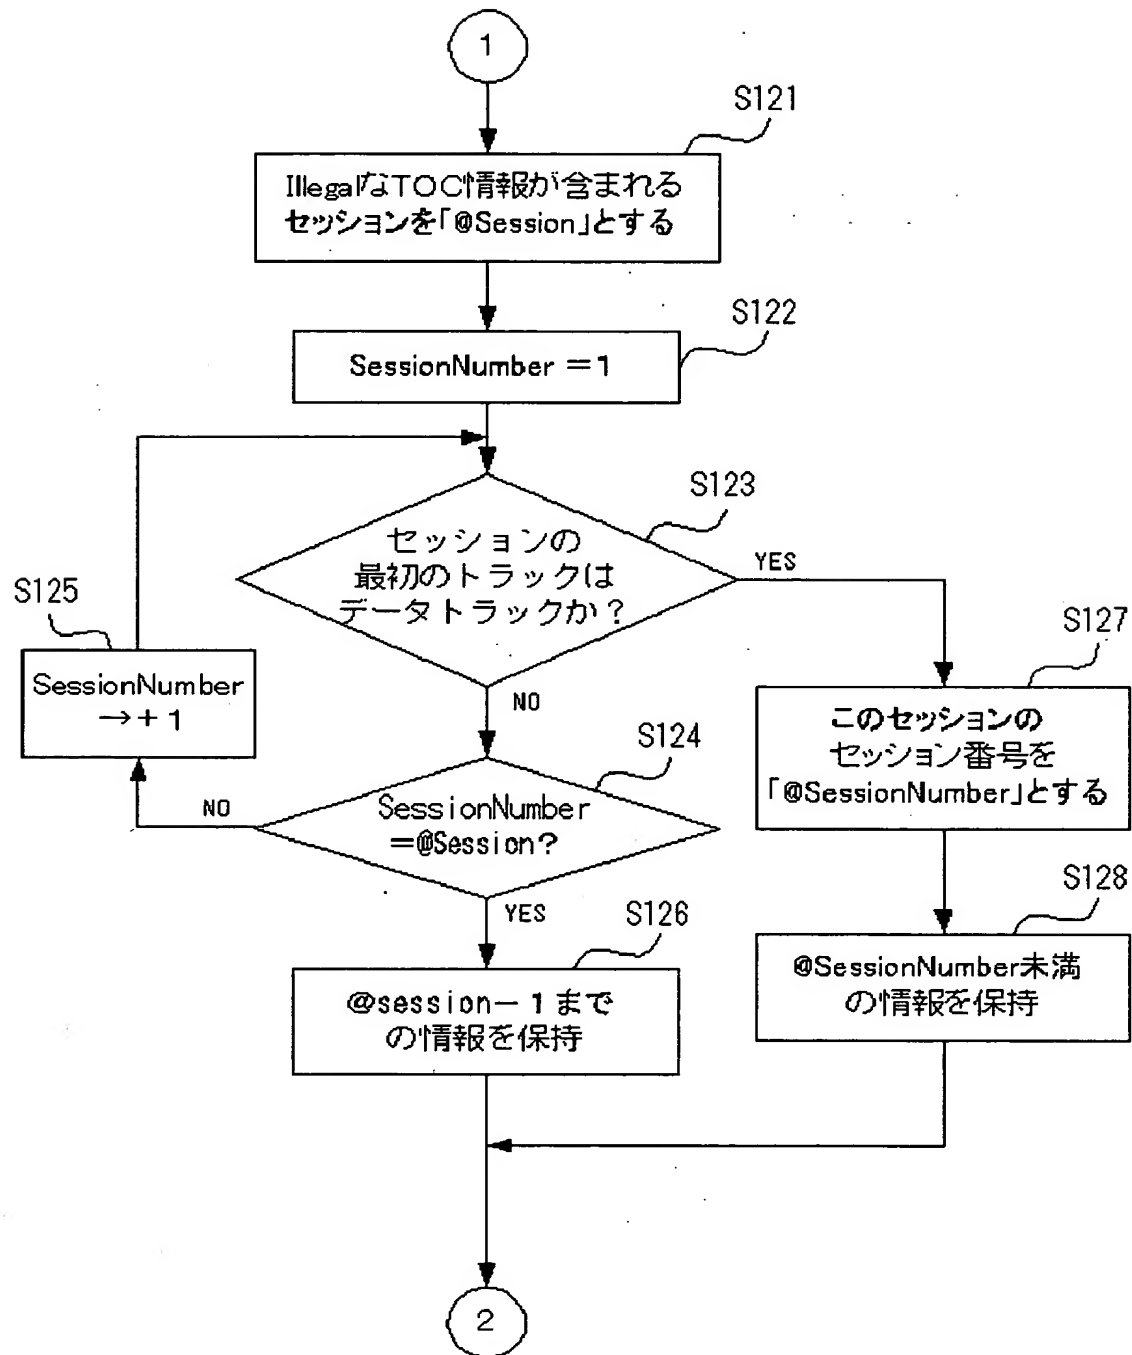 1
S121
IllegalなTOC情報が含まれる
セッションを「@Session」とする
S122
SessionNumber =1
S123
セッションの
最初のトラックは
データトラックか?
YES
NO
S125
SessionNumber
→+1
S124
SessionNumber
=@Session?
NO
YES
S127
このセッションの
セッション番号を
「@SessionNumber」とする
S126
@session-1まで
の情報を保持
S128
@SessionNumber未満
の情報を保持
2